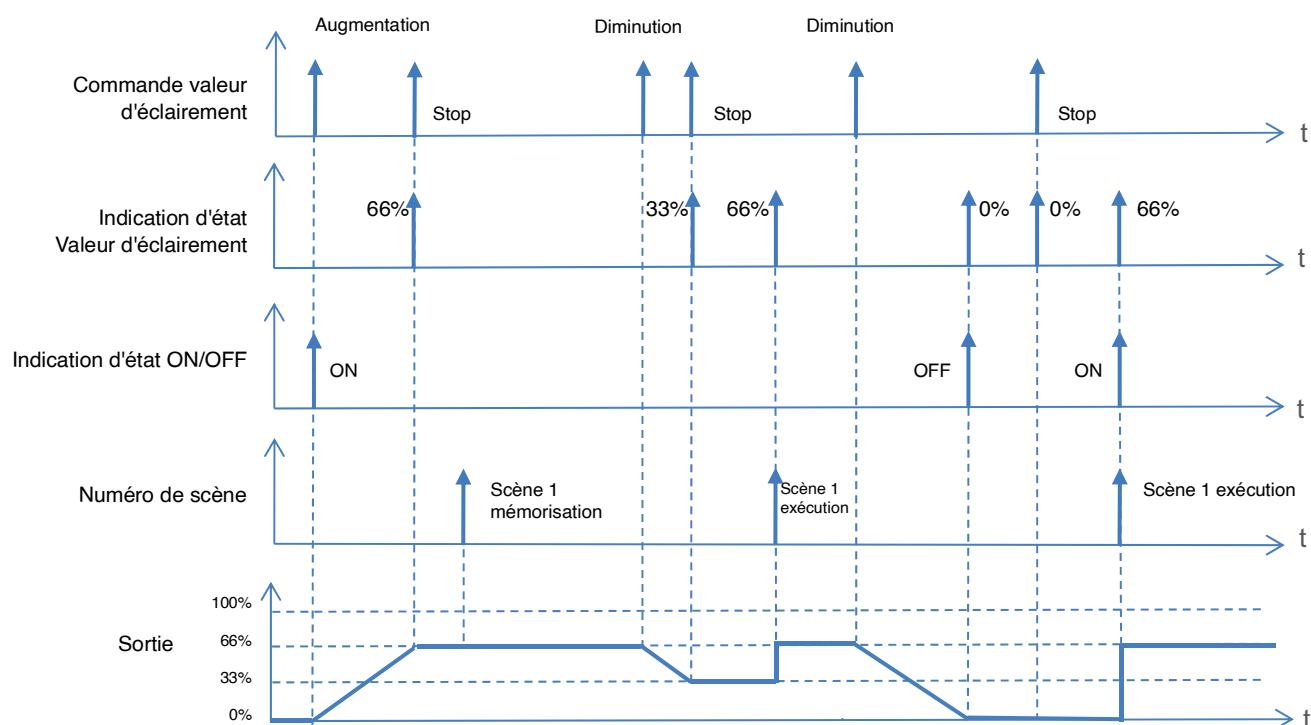 Augmentation
Diminution
Diminution
Commande valeur
d'éclairement
Stop
Stop
Stop
t
Indication d'état
Valeur d'éclairement
66%
33%
66%
0%
0%
66%
t
Indication d'état ON/OFF
ON
OFF
ON
t
Numéro de scène
Scène 1
mémorisation
Scène 1
exécution
Scène 1 exécution
t
Sortie
100%
66%
33%
0%
t